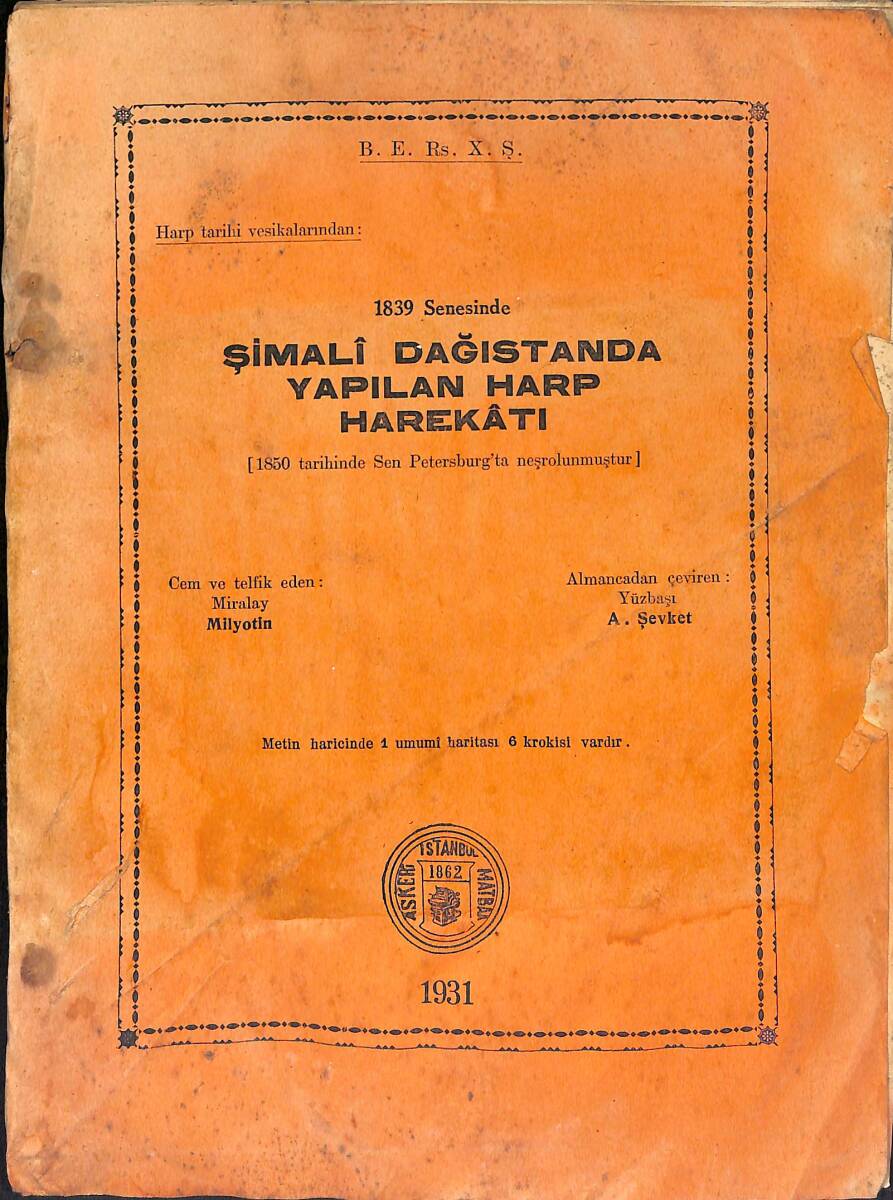 B. E. Rs. X. Ş.
Harp tarihi vesikalarından :
1839 Senesinde
ŞİMALÎ DAĞISTANDA
YAPILAN HARP
HAREKÂTI
[1850 tarihinde Sen Petersburg'ta neşrolunmuştur]
Cem ve telfik eden :
Miralay
Milyotin
Almancadan çeviren :
Yüzbaşı
A. Şevket
Metin haricinde 1 umumî haritası 6 krokisi vardır.
ASKERİ İSTANBUL MATBAA
1862
1931